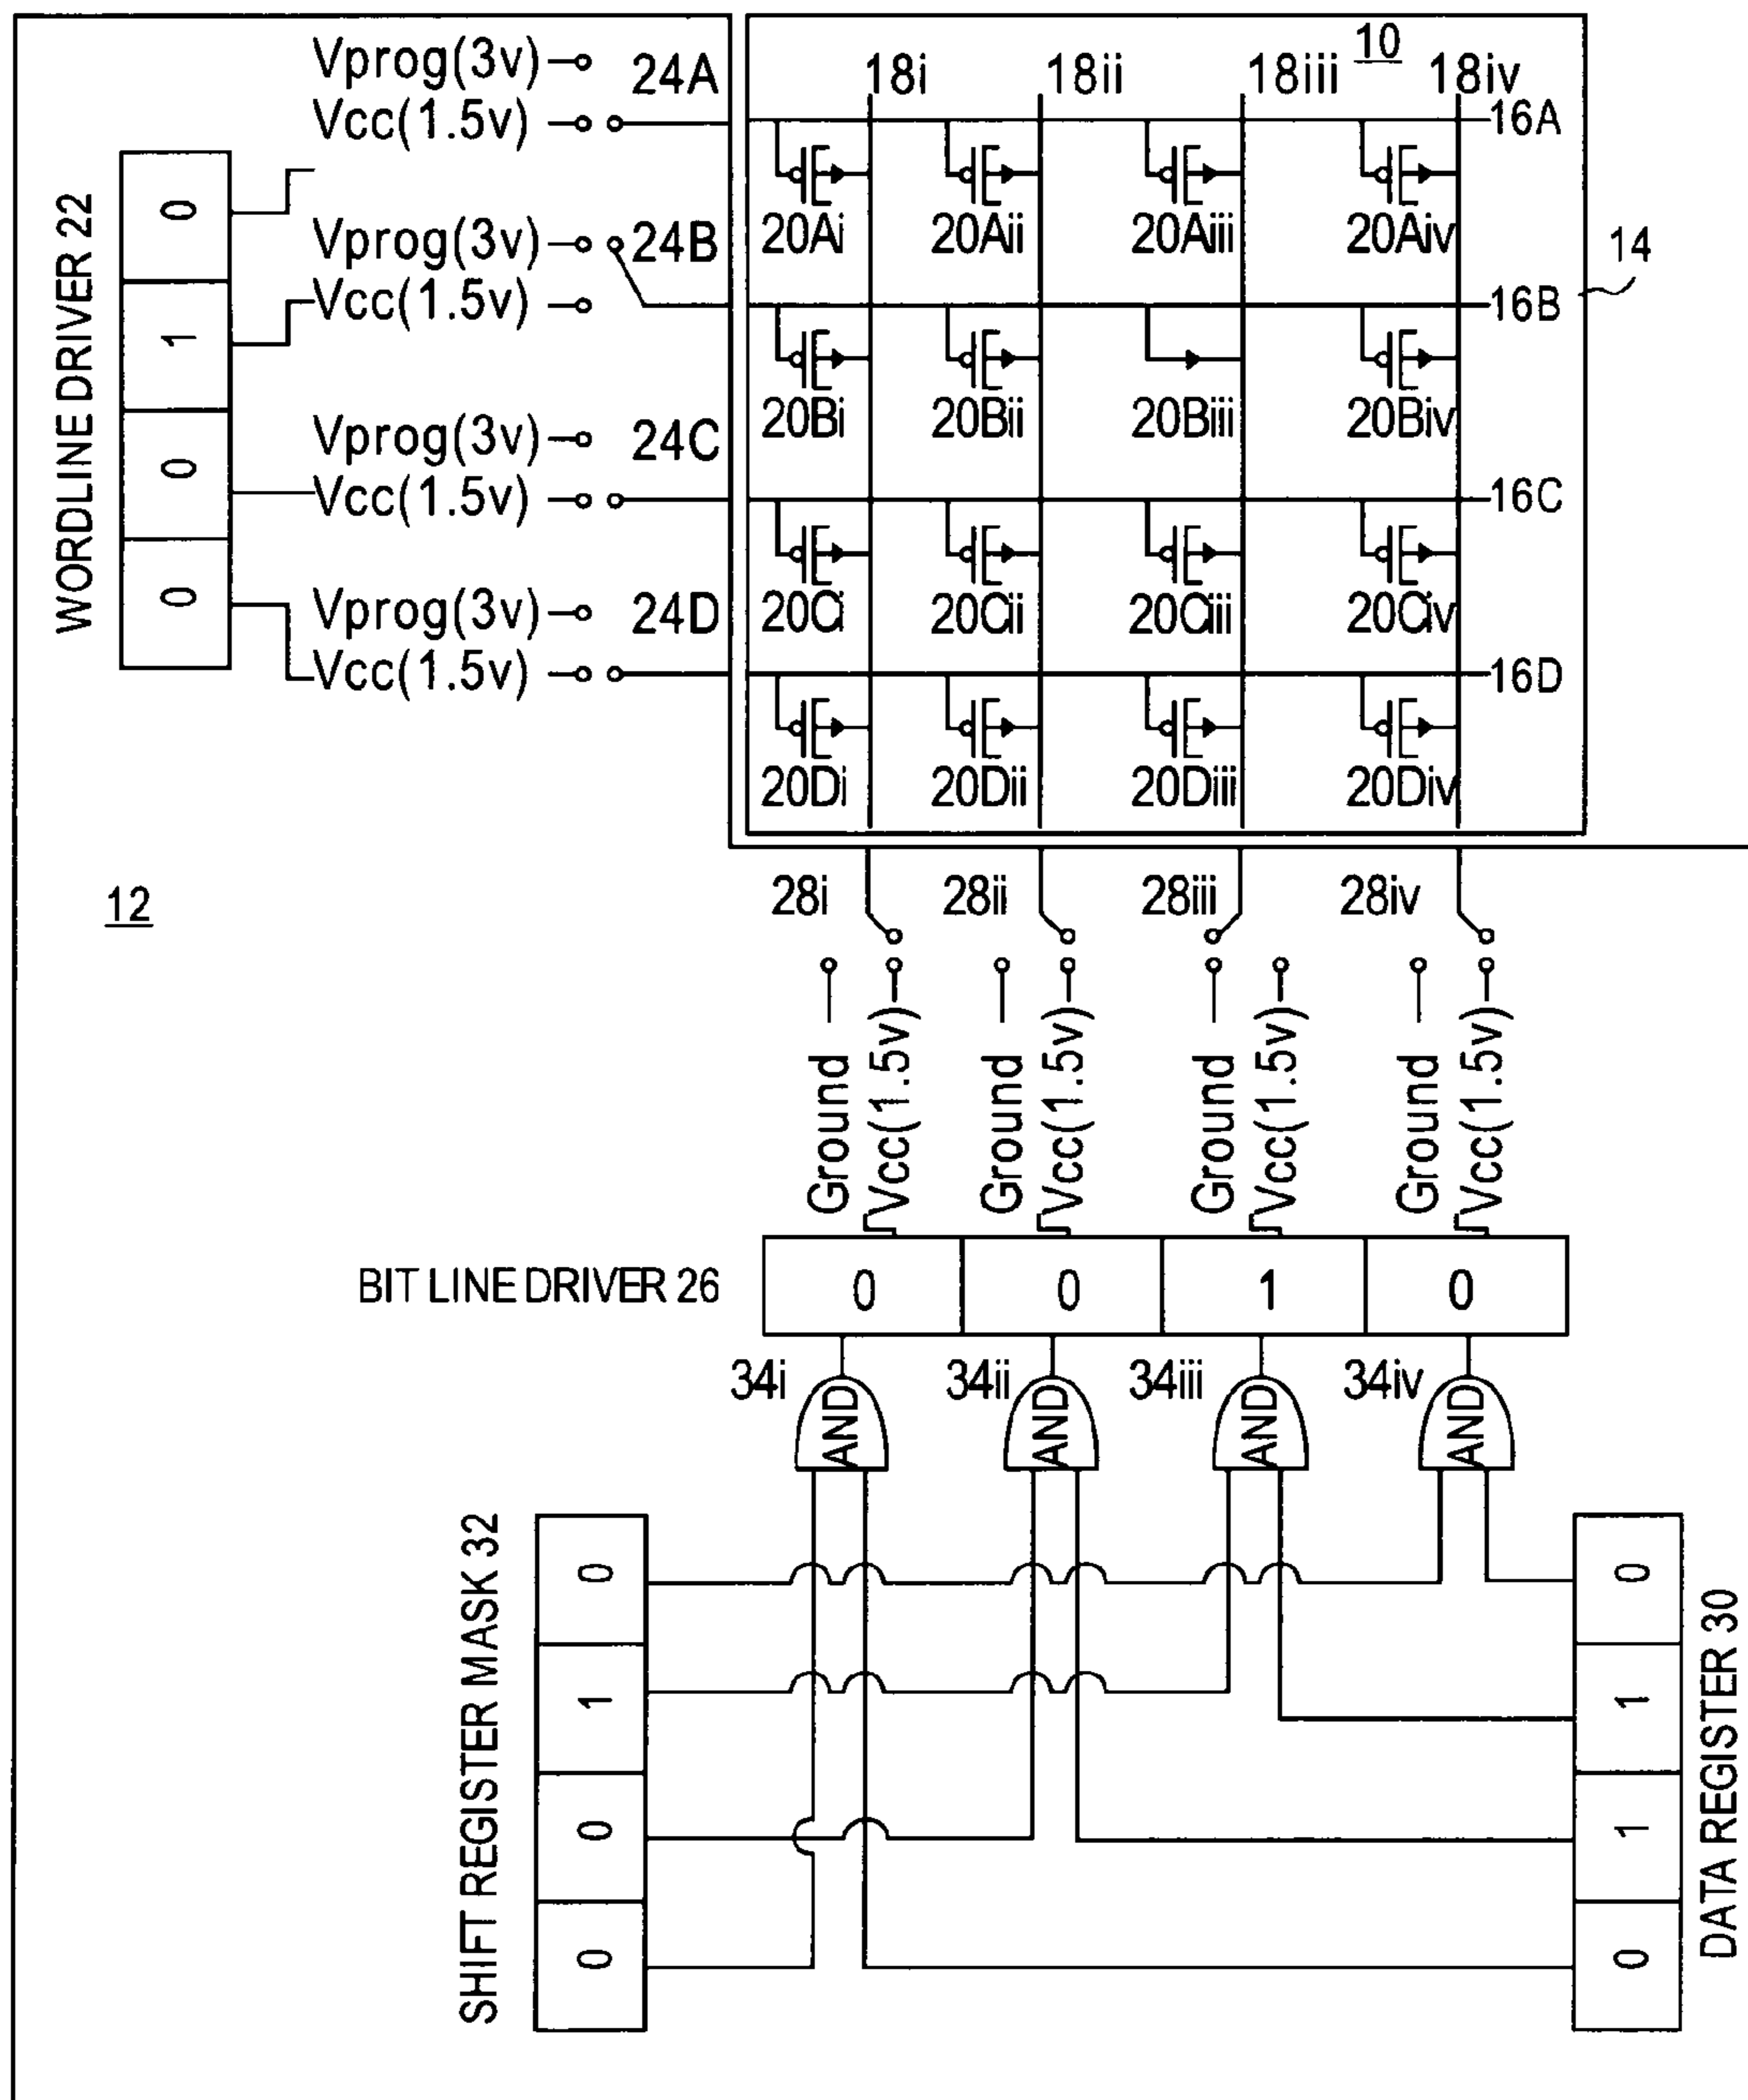 10
Vprog(3v) 24A 18i 18ii 18iii 18iv
Vcc(1.5v) 16A
WORDLINE DRIVER 22
0
1
0
0
20Ai 20Aii 20Aiii 20Aiv
Vprog(3v) 24B
14
Vcc(1.5v) 16B
20Bi 20Bii 20Biii 20Biv
Vprog(3v) 24C
Vcc(1.5v) 16C
20Ci 20Cii 20Ciii 20Civ
Vprog(3v) 24D
Vcc(1.5v) 16D
20Di 20Dii 20Diii 20Div
12
28i 28ii 28iii 28iv
Ground
Vcc(1.5v)
Ground
Vcc(1.5v)
Ground
Vcc(1.5v)
Ground
Vcc(1.5v)
BIT LINE DRIVER 26 0 0 1 0
34i 34ii 34iii 34iv
AND AND AND AND
SHIFT REGISTER MASK 32
0
1
0
0
0
1
1
0
DATA REGISTER 30